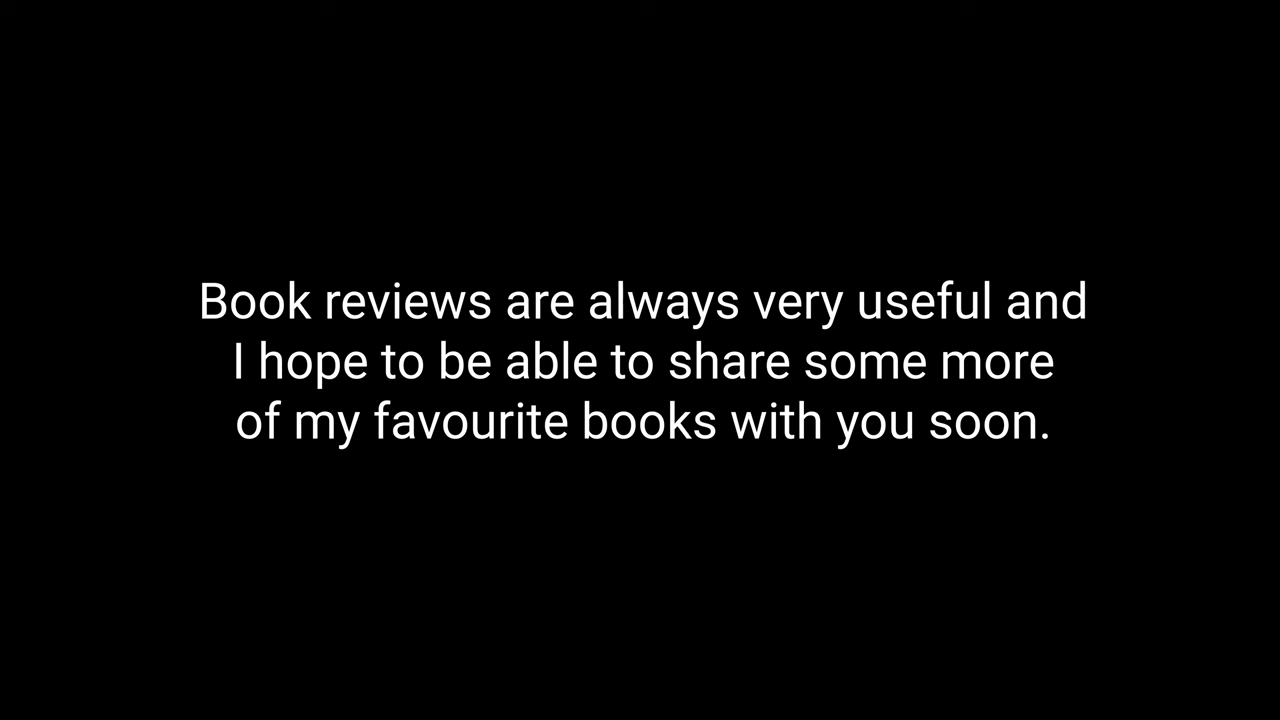 Book reviews are always very useful and
I hope to be able to share some more
of my favourite books with you soon.